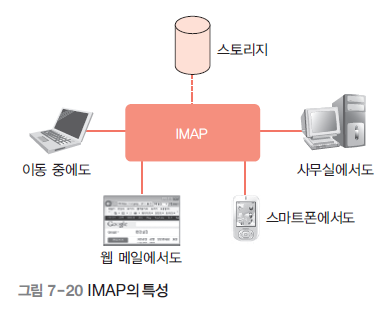 스토리지
IMAP
이동 중에도
사무실에서도
Google
웹 메일에서도
스마트폰에서도
그림 7-20 IMAP의 특성